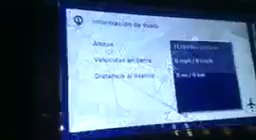 Información de vuelo
Altitud
Velocidad en tierra 0 mph / 0 km/h
Distancia al destino 0 mi / 0 km